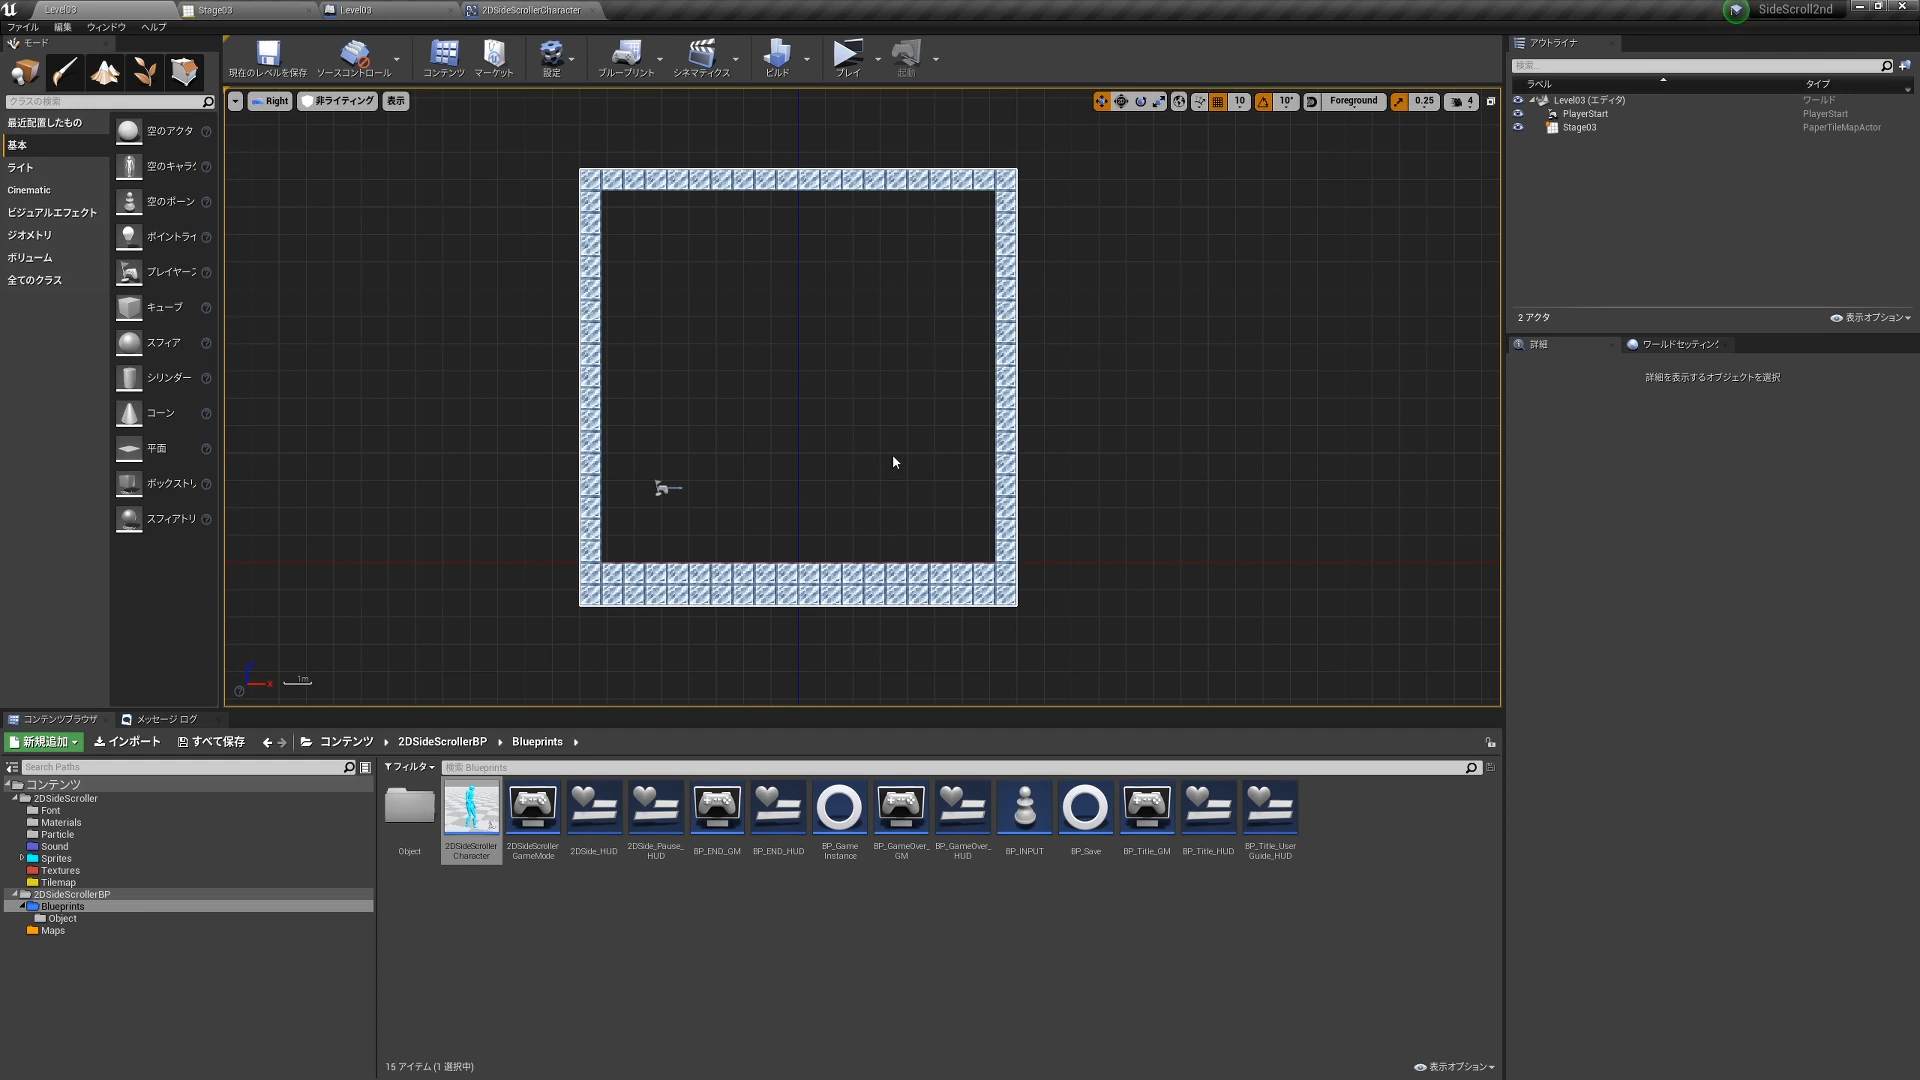 Level03
Stage03
Level03
2DSideScrollerCharacter
SideScroll2nd
ファイル 編集 ウィンドウ ヘルプ
モード
クラスの検索
最近配置したもの
基本
ライト
Cinematic
ビジュアルエフェクト
ジオメトリ
ボリューム
全てのクラス
空のアクタ
空のキャラク
空のポーン
ポイントライ
プレイヤース
キューブ
スフィア
シリンダー
コーン
平面
ボックストリ
スフィアトリ
現在のレベルを保存
ソースコントロール
コンテンツ
マーケット
設定
ブループリント
シネマティクス
ビルド
プレイ
起動
Right
非ライティング
表示
10
10°
Foreground
0.25
4
X
1m
アウトライナ
検索...
ラベル
タイプ
Level03 (エディタ)
ワールド
PlayerStart
PlayerStart
Stage03
PaperTileMapActor
2 アクタ
表示オプション
詳細
ワールドセッティング
詳細を表示するオブジェクトを選択
コンテンツブラウザ
メッセージ ログ
新規追加
インポート
すべて保存
コンテンツ
2DSideScrollerBP
Blueprints
Search Paths
フィルタ
検索 Blueprints
コンテンツ
2DSideScroller
Font
Materials
Particle
Sound
Sprites
Textures
Tilemap
2DSideScrollerBP
Blueprints
Object
Maps
Object
2DSideScroller
Character
2DSideScroller
GameMode
2DSide_HUD
2DSide_Pause_
HUD
BP_END_GM
BP_END_HUD
BP_Game
Instance
BP_GameOver_
GM
BP_GameOver_
HUD
BP_INPUT
BP_Save
BP_Title_GM
BP_Title_HUD
BP_Title_User
Guide_HUD
15 アイテム (1 選択中)
表示オプション